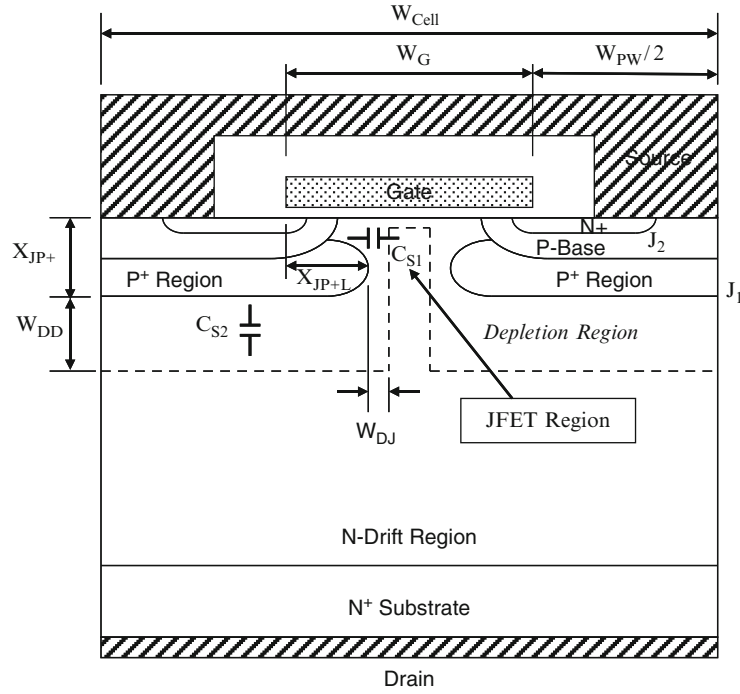 W_Cell
W_G
W_PW/2
Source
Gate
N+
X_JP+
C_S1
P-Base
J_2
P+ Region
X_JP+L
P+ Region
J_1
W_DD
C_S2
Depletion Region
W_DJ
JFET Region
N-Drift Region
N+ Substrate
Drain